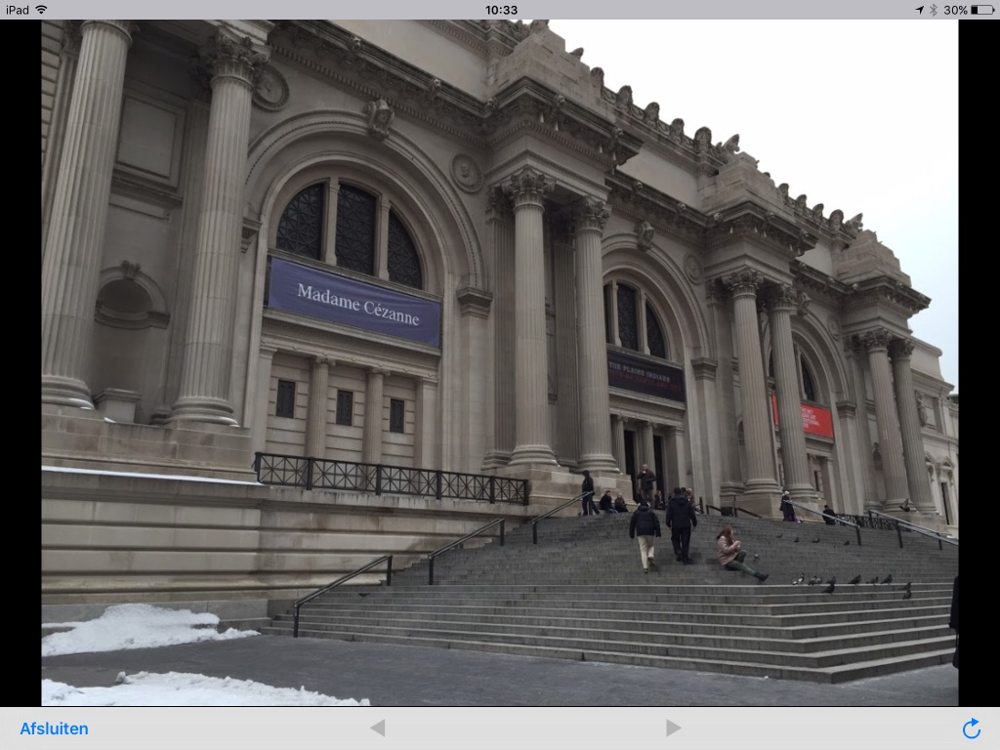 iPad
10:33
30%
Madame Cézanne
THE PLAINS INDIANS
Afsluiten